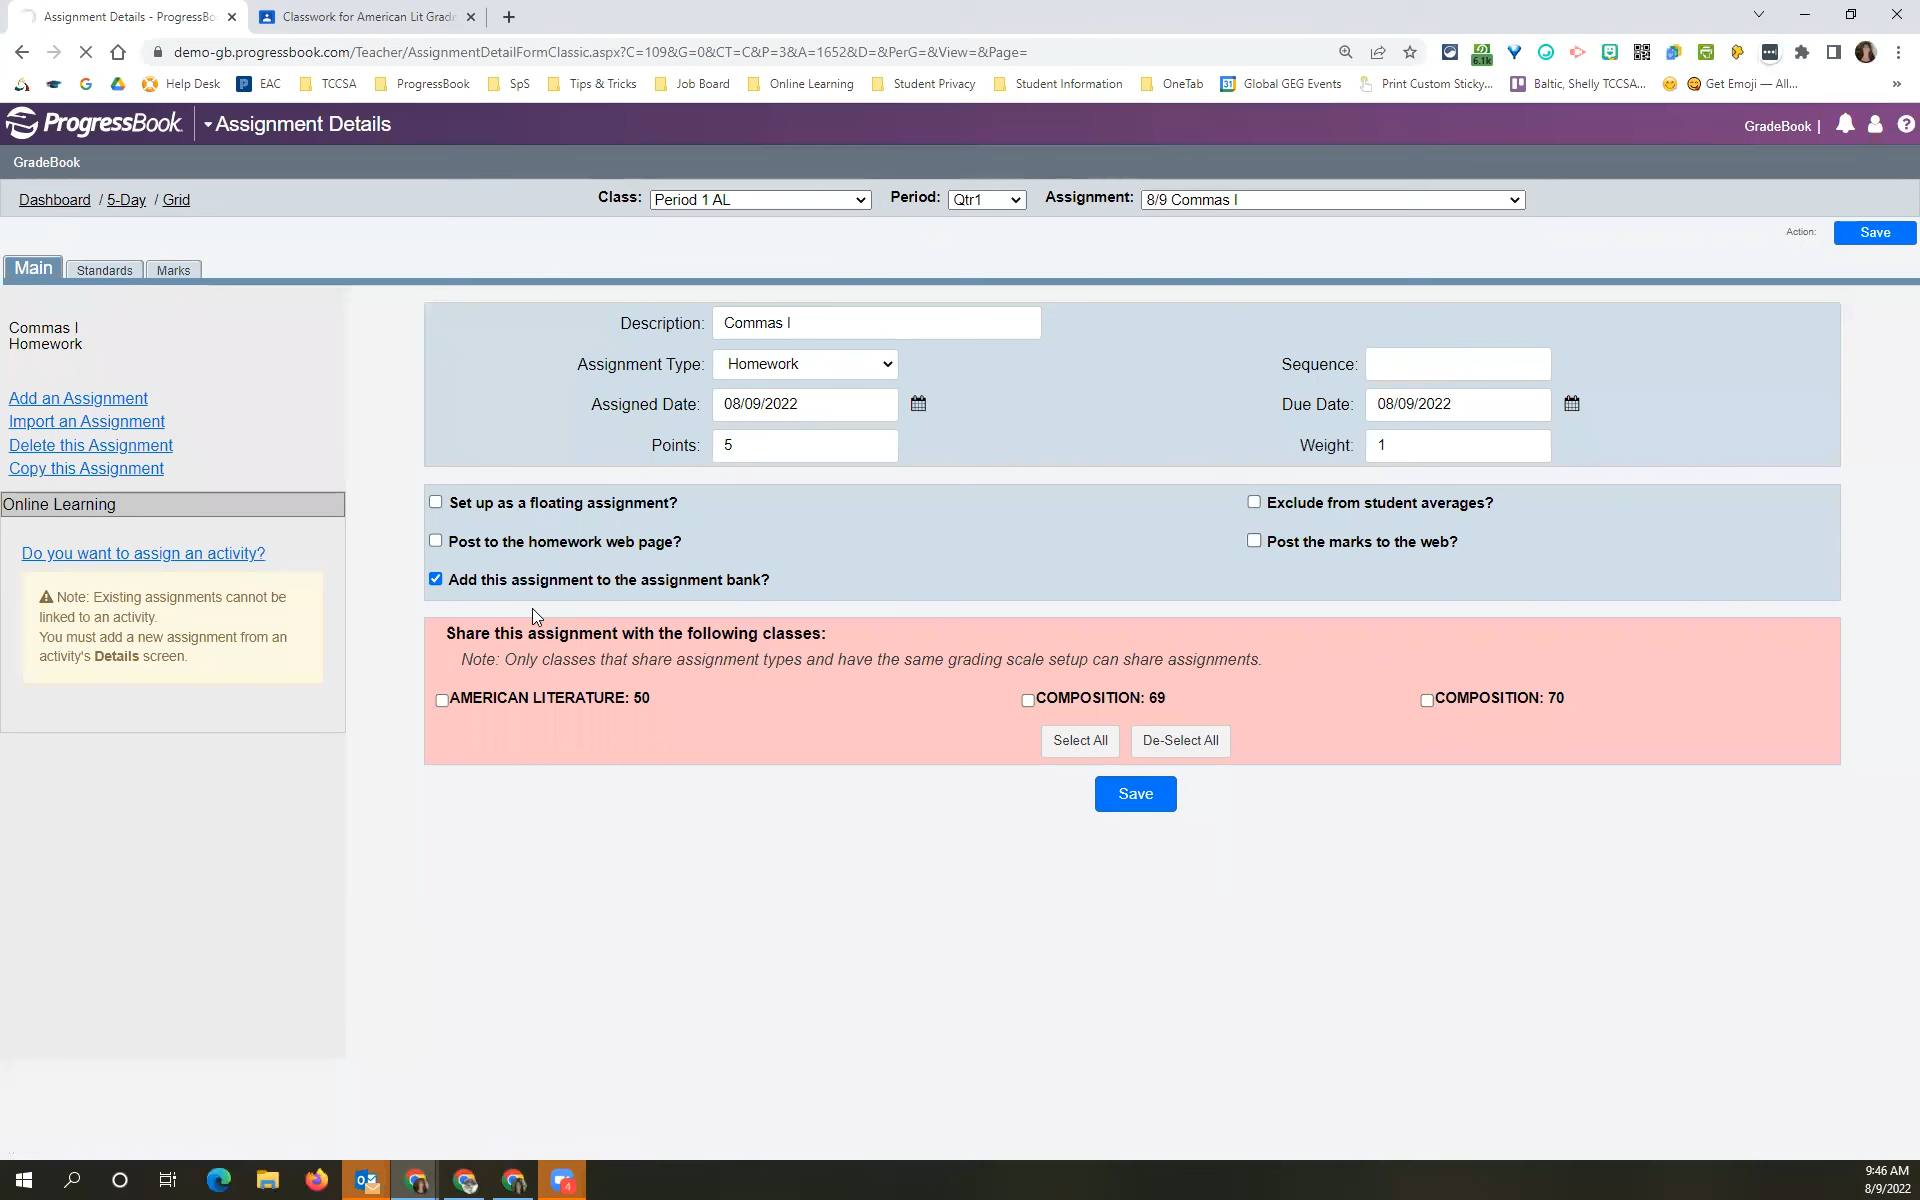 Assignment Details - ProgressBo
Classwork for American Lit Grade
demo-gb.progressbook.com/Teacher/AssignmentDetailFormClassic.aspx?C=109&G=0&CT=C&P=3&A=1652&D=&PerG=&View=&Page=
6.1k
Help Desk
EAC
TCCSA
ProgressBook
SpS
Tips & Tricks
Job Board
Online Learning
Student Privacy
Student Information
OneTab
31
Global GEG Events
Print Custom Sticky...
Baltic, Shelly TCCSA...
Get Emoji — All...
»
ProgressBook
Assignment Details
GradeBook |
GradeBook
Dashboard / 5-Day / Grid
Class: Period 1 AL
Period: Qtr1
Assignment: 8/9 Commas I
Action:
Save
Main
Standards
Marks
Commas I
Homework
Add an Assignment
Import an Assignment
Delete this Assignment
Copy this Assignment
Online Learning
Do you want to assign an activity?
Note: Existing assignments cannot be
linked to an activity.
You must add a new assignment from an
activity's Details screen.
Description: Commas I
Assignment Type: Homework
Sequence:
Assigned Date: 08/09/2022
Due Date: 08/09/2022
Points: 5
Weight: 1
Set up as a floating assignment?
Exclude from student averages?
Post to the homework web page?
Post the marks to the web?
Add this assignment to the assignment bank?
Share this assignment with the following classes:
Note: Only classes that share assignment types and have the same grading scale setup can share assignments.
AMERICAN LITERATURE: 50
COMPOSITION: 69
COMPOSITION: 70
Select All
De-Select All
Save
4
9:46 AM
8/9/2022